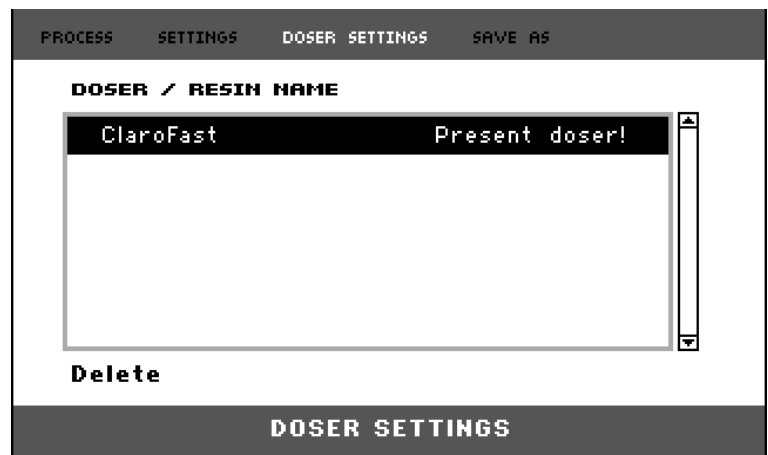 PROCESS SETTINGS DOSER SETTINGS SAVE AS
DOSER / RESIN NAME
ClaroFast Present doser!
Delete
DOSER SETTINGS